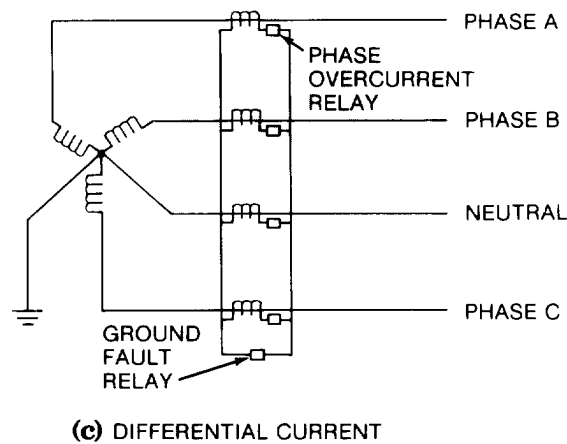 PHASE A
PHASE
OVERCURRENT
RELAY
PHASE B
NEUTRAL
PHASE C
GROUND
FAULT
RELAY
(c) DIFFERENTIAL CURRENT